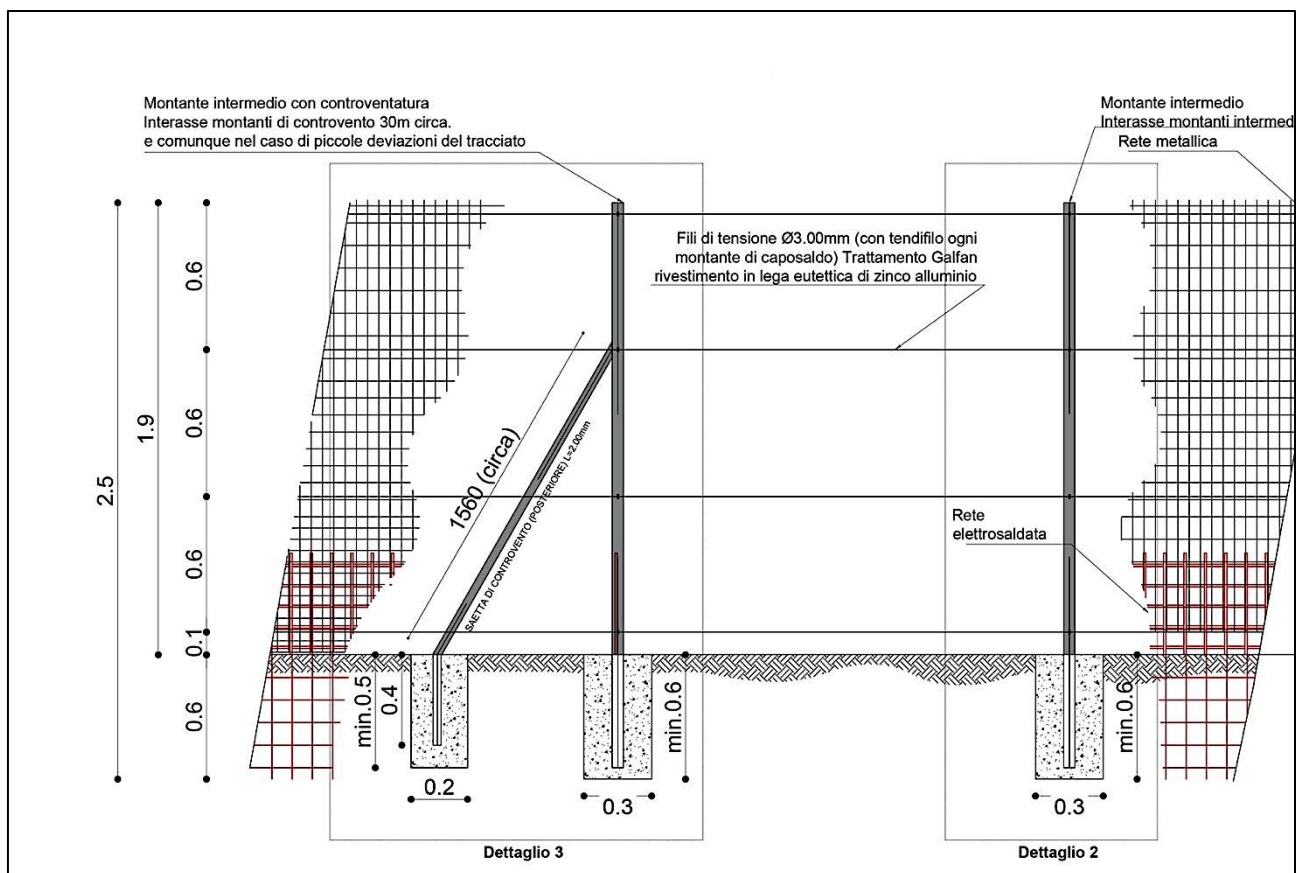 Montante intermedio con controventatura
Interasse montanti di controvento 30m circa.
e comunque nel caso di piccole deviazioni del tracciato
Montante intermedio
Interasse montanti intermed
Rete metallica
Fili di tensione Ø3.00mm (con tendifilo ogni
montante di caposaldo) Trattamento Galfan
rivestimento in lega eutettica di zinco alluminio
2.5
1.9
0.6
0.6
0.6
0.1
0.6
1560 (circa)
SAETTA DI CONTROVENTO (POSTERIORE) L=2.00mm
Rete
elettrosaldata
min.0.5
0.4
min.0.6
min.0.6
0.2
0.3
0.3
Dettaglio 3
Dettaglio 2